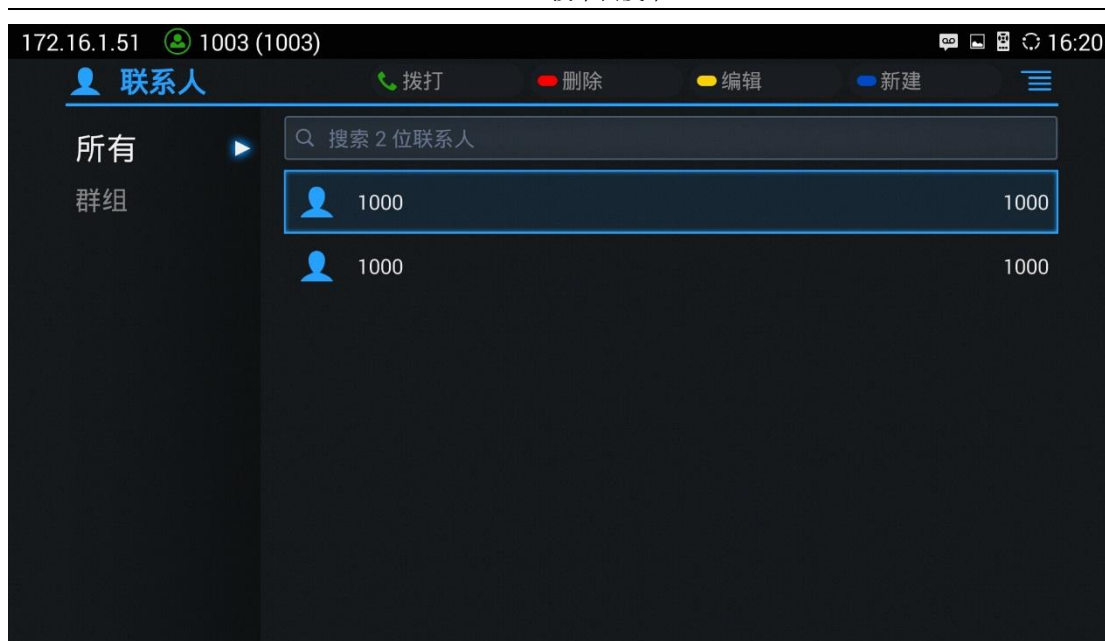 172.16.1.51 1003 (1003) 16:20
联系人 拨打 删除 编辑 新建
所有
搜索 2 位联系人
群组
1000 1000
1000 1000